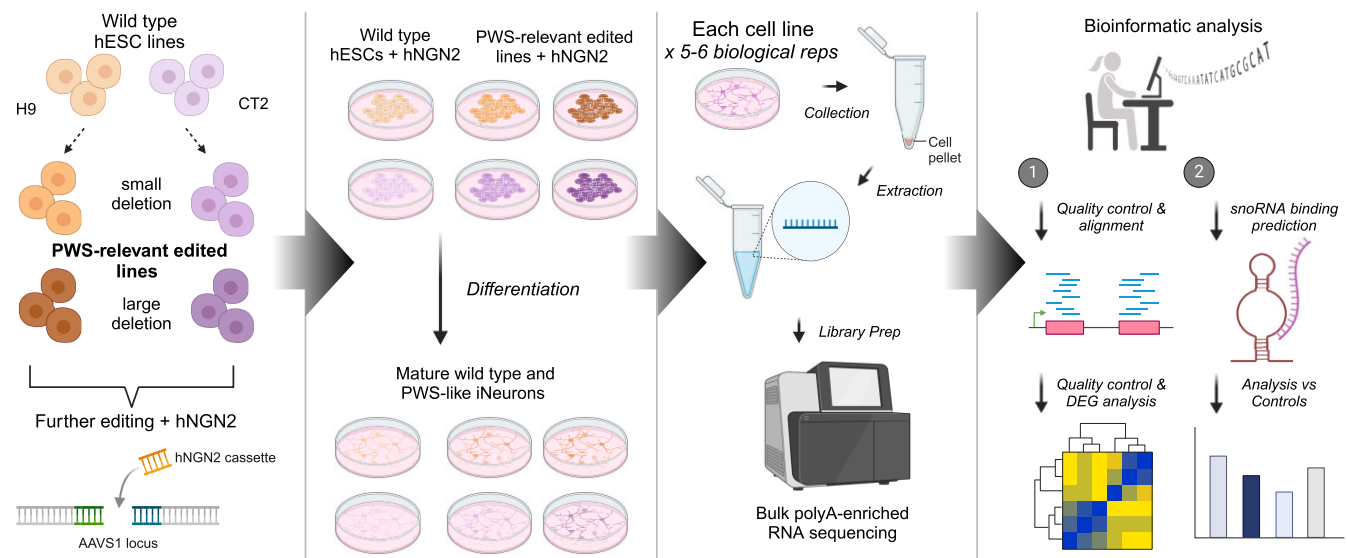 Wild type
hESC lines
H9
CT2
small
deletion
PWS-relevant edited
lines
large
deletion
Further editing + hNGN2
hNGN2 cassette
AAVS1 locus
Wild type
hESCs + hNGN2
PWS-relevant edited
lines + hNGN2
Differentiation
Mature wild type and
PWS-like iNeurons
Each cell line
x 5-6 biological reps
Collection
Cell
pellet
Extraction
Library Prep
Bulk polyA-enriched
RNA sequencing
Bioinformatic analysis
1
Quality control &
alignment
Quality control &
DEG analysis
2
snoRNA binding
prediction
Analysis vs
Controls